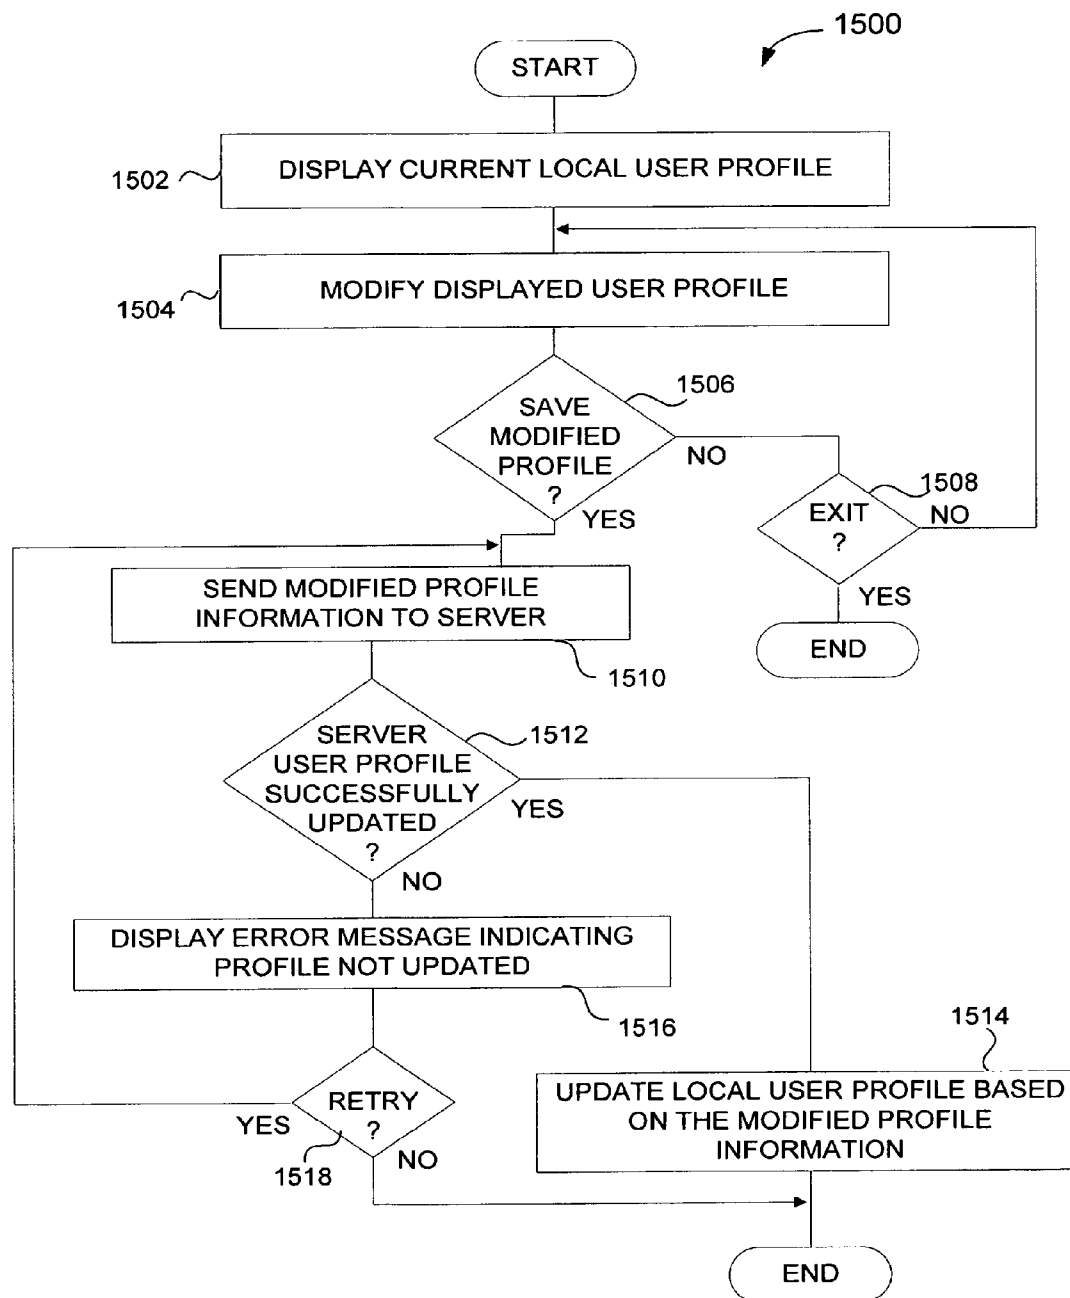 1500
START
1502
DISPLAY CURRENT LOCAL USER PROFILE
1504
MODIFY DISPLAYED USER PROFILE
1506
SAVE
MODIFIED
PROFILE
?
NO
YES
1508
EXIT
?
NO
YES
END
SEND MODIFIED PROFILE
INFORMATION TO SERVER
1510
1512
SERVER
USER PROFILE
SUCCESSFULLY
UPDATED
?
YES
NO
DISPLAY ERROR MESSAGE INDICATING
PROFILE NOT UPDATED
1516
1514
UPDATE LOCAL USER PROFILE BASED
ON THE MODIFIED PROFILE
INFORMATION
RETRY
?
YES
1518
NO
END